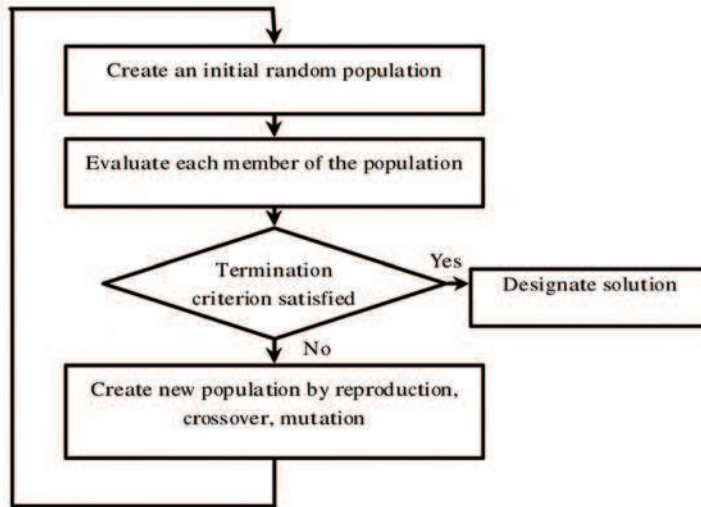 Create an initial random population
Evaluate each member of the population
Termination
criterion satisfied
Yes
Designate solution
No
Create new population by reproduction,
crossover, mutation